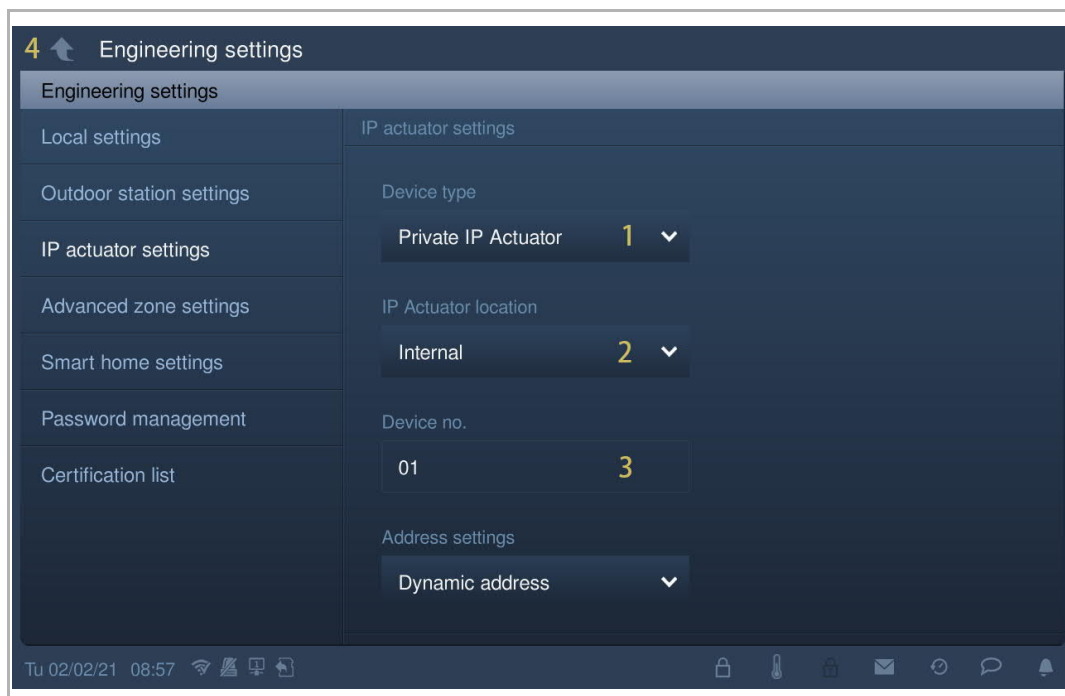 4 Engineering settings
Engineering settings
Local settings
Outdoor station settings
IP actuator settings
Advanced zone settings
Smart home settings
Password management
Certification list
IP actuator settings
Device type
Private IP Actuator 1
IP Actuator location
Internal 2
Device no.
01 3
Address settings
Dynamic address
Tu 02/02/21 08:57